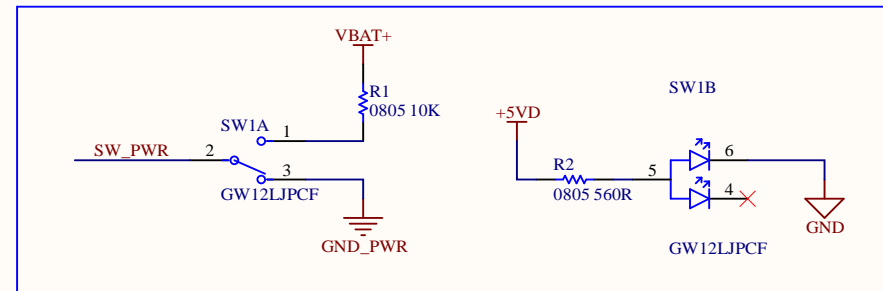 VBAT+
R1
0805 10K
SW1A
1
SW_PWR
2
3
GW12LJPCF
GND_PWR
SW1B
+5VD
R2
0805 560R
5
6
4
GND
GW12LJPCF